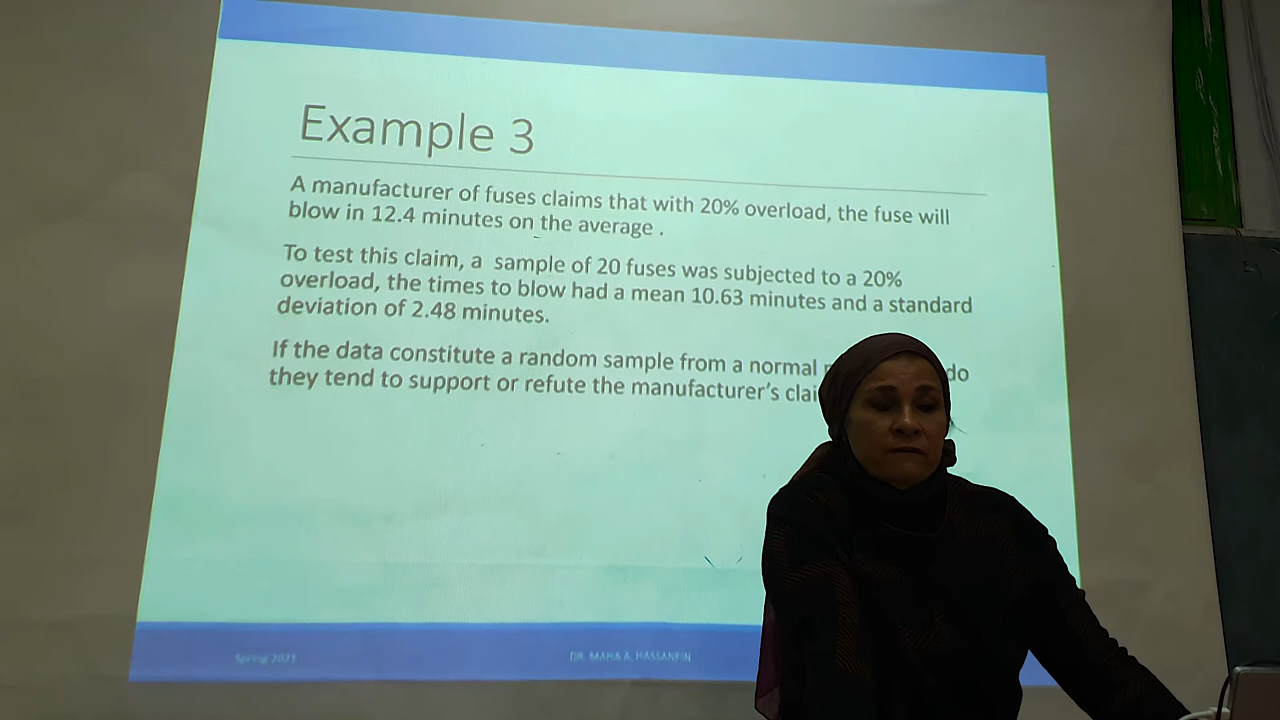 Example 3
A manufacturer of fuses claims that with 20% overload, the fuse will
blow in 12.4 minutes on the average .
To test this claim, a sample of 20 fuses was subjected to a 20%
overload, the times to blow had a mean 10.63 minutes and a standard
deviation of 2.48 minutes.
If the data constitute a random sample from a normal do
they tend to support or refute the manufacturer's
Spring 2021 DR. MAHA A. HASSANEIN